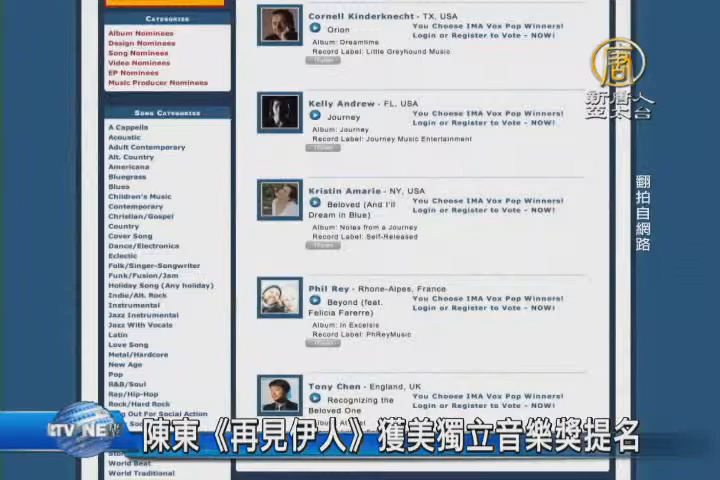 Categories
Album Nominees
Design Nominees
Song Nominees
Video Nominees
EP Nominees
Music Producer Nominees
Song Categories
A Cappella
Acoustic
Adult Contemporary
Alt. Country
Americana
Bluegrass
Blues
Children's Music
Contemporary Christian/Gospel
Country
Cover Song
Dance/Electronica
Eclectic
Folk/Singer-Songwriter
Funk/Fusion/Jam
Holiday Song (Any holiday)
Indie/Alt. Rock
Instrumental
Jazz Instrumental
Jazz With Vocals
Latin
Love Song
Metal/Hardcore
New Age
Pop
R&B/Soul
Rap/Hip-Hop
Rock/Hard Rock
Out For Social Action
World Beat
World Traditional
Cornell Kinderknecht - TX, USA
Orion
Album: Dreamtime
Record Label: Little Greyhound Music
iTunes
You Choose IMA Vox Pop Winners!
Login or Register to Vote - NOW!
Kelly Andrew - FL, USA
Journey
Album: Journey
Record Label: Journey Music Entertainment
iTunes
You Choose IMA Vox Pop Winners!
Login or Register to Vote - NOW!
Kristin Amarie - NY, USA
Beloved (And I'll
Dream in Blue)
Album: Notes from a Journey
Record Label: Self-Released
iTunes
You Choose IMA Vox Pop Winners!
Login or Register to Vote - NOW!
Phil Rey - Rhone-Alpes, France
Beyond (feat.
Felicia Farerre)
Album: In Excelsis
Record Label: PhReyMusic
iTunes
You Choose IMA Vox Pop Winners!
Login or Register to Vote - NOW!
Tony Chen - England, UK
Recognizing the
Beloved One
You Choose IMA Vox Pop Winners!
Login or Register to Vote - NOW!
唐
新唐人
亞太台
翻拍自網路
陳東《再見伊人》獲美獨立音樂獎提名